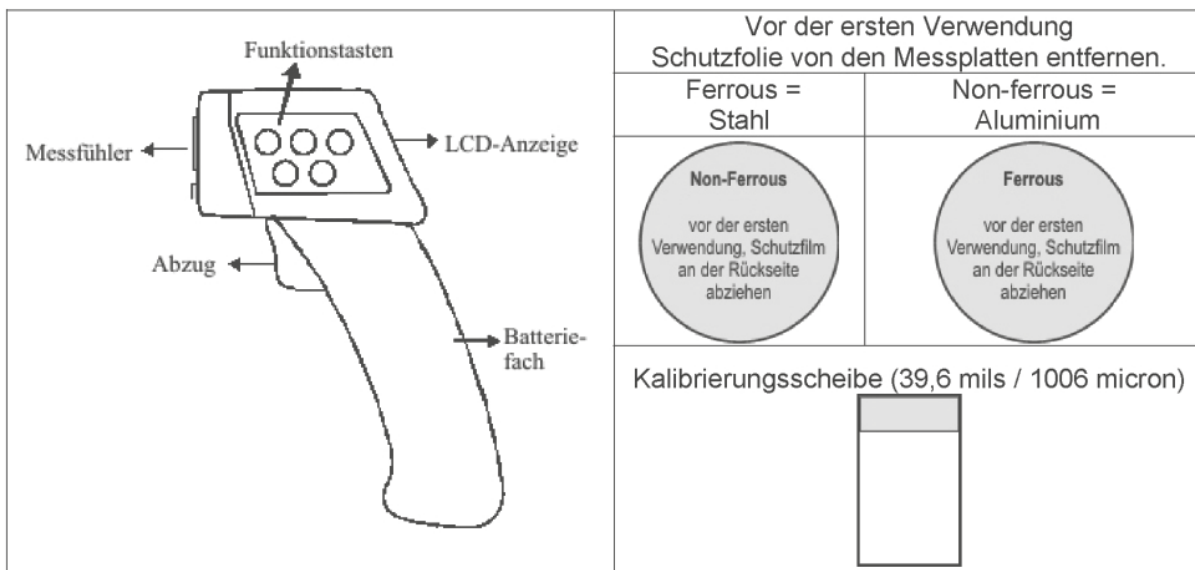 Funktionstasten
Messfühler
LCD-Anzeige
Abzug
Batterie-
fach
Vor der ersten Verwendung
Schutzfolie von den Messplatten entfernen.
Ferrous =
Stahl
Non-ferrous =
Aluminium
Non-Ferrous
vor der ersten
Verwendung, Schutzfilm
an der Rückseite
abziehen
Ferrous
vor der ersten
Verwendung, Schutzfilm
an der Rückseite
abziehen
Kalibrierungsscheibe (39,6 mils / 1006 micron)